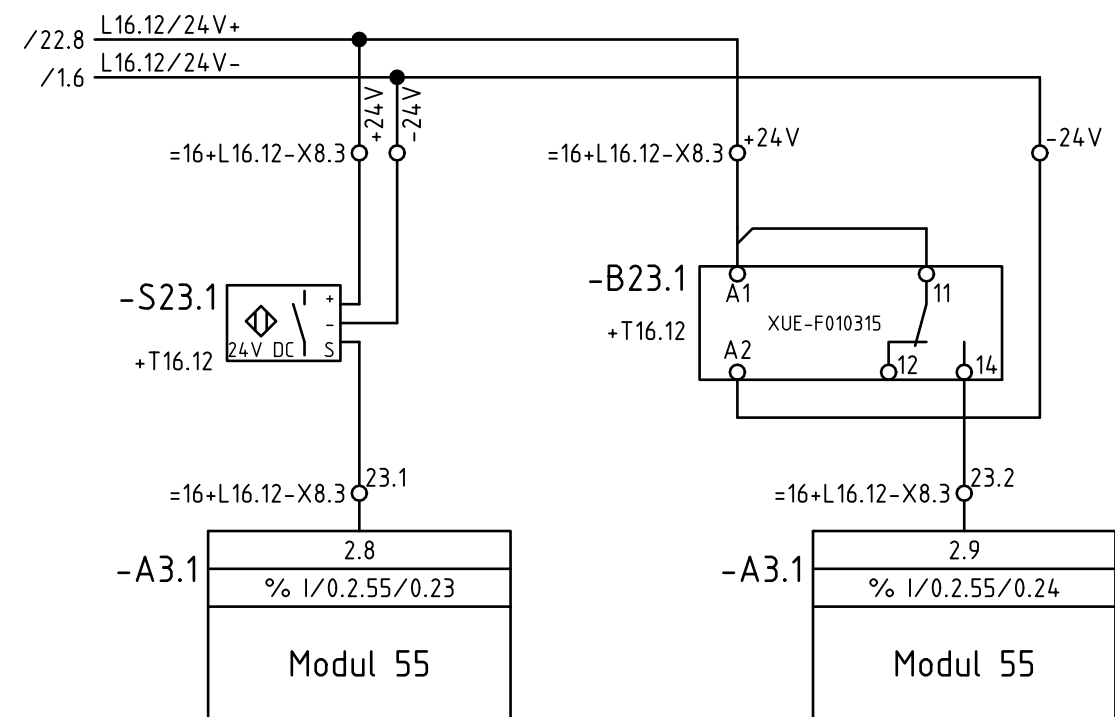 /22.8 L16.12/24V+
/1.6 L16.12/24V-
+24V
-24V
=16+L16.12-X8.3
=16+L16.12-X8.3
+24V
-24V
-S23.1
+T16.12
+
-
24V DC S
-B23.1
+T16.12
A1
11
XUE-F010315
A2
12
14
=16+L16.12-X8.3
23.1
=16+L16.12-X8.3
23.2
-A3.1
2.8
% I/0.2.55/0.23
Modul 55
-A3.1
2.9
% I/0.2.55/0.24
Modul 55